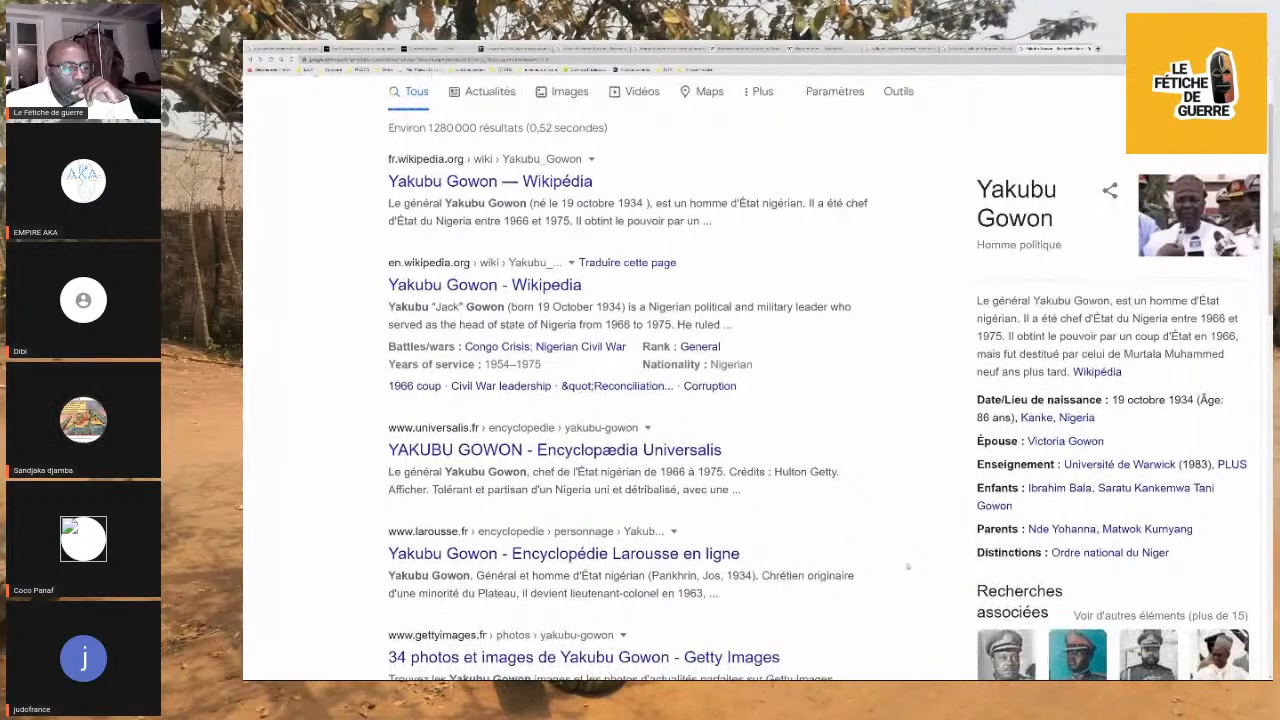 Le Fétiche de guerre
EMPIRE AKA
AKA
Dibi
Sandjaka djamba
Coco Panaf
j
judofrance
Tous
Actualités
Images
Vidéos
Maps
Plus
Paramètres
Outils
Environ 1 280 000 résultats (0,52 secondes)
fr.wikipedia.org › wiki › Yakubu_Gowon
Yakubu Gowon — Wikipédia
Le général Yakubu Gowon (né le 19 octobre 1934 ), est un homme d'État nigérian. Il a été chef
d'État du Nigeria entre 1966 et 1975. Il obtint le pouvoir par un ...
en.wikipedia.org › wiki › Yakubu_... Traduire cette page
Yakubu Gowon - Wikipedia
Yakubu "Jack" Gowon (born 19 October 1934) is a Nigerian political and military leader who
served as the head of state of Nigeria from 1966 to 1975. He ruled ...
Battles/wars : Congo Crisis; Nigerian Civil War Rank : General
Years of service : 1954–1975 Nationality : Nigerian
1966 coup · Civil War leadership · &quot;Reconciliation... · Corruption
www.universalis.fr › encyclopedie › yakubu-gowon
YAKUBU GOWON - Encyclopædia Universalis
Le général Yakubu Gowon, chef de l'État nigérian de 1966 à 1975. Crédits : Hulton Getty.
Afficher. Tolérant et partisan d'un Nigeria uni et détribalisé, avec une ...
www.larousse.fr › encyclopedie › personnage › Yakub...
Yakubu Gowon - Encyclopédie Larousse en ligne
Yakubu Gowon. Général et homme d'État nigérian (Pankhrin, Jos, 1934). Chrétien originaire
d'une minorité du Plateau, il devient lieutenant-colonel en 1963, ...
www.gettyimages.fr › photos › yakubu-gowon
34 photos et images de Yakubu Gowon - Getty Images
Trouvez les Yakubu Gowon images et les photos d'actualités parfaites sur Getty Images.
LE
FÉTICHE
DE
GUERRE
Yakubu
Gowon
Homme politique
Le général Yakubu Gowon, est un homme d'État
nigérian. Il a été chef d'État du Nigeria entre 1966 et
1975. Il obtint le pouvoir par un coup d'État en 1966,
mais fut destitué par celui de Murtala Muhammed
neuf ans plus tard. Wikipédia
Date/Lieu de naissance : 19 octobre 1934 (Âge:
86 ans), Kanke, Nigeria
Épouse : Victoria Gowon
Enseignement : Université de Warwick (1983), PLUS
Enfants : Ibrahim Bala, Saratu Kankemwa Tani
Gowon
Parents : Nde Yohanna, Matwok Kurnyang
Distinctions : Ordre national du Niger
Recherches
associées
Voir d'autres éléments (plus de 15)